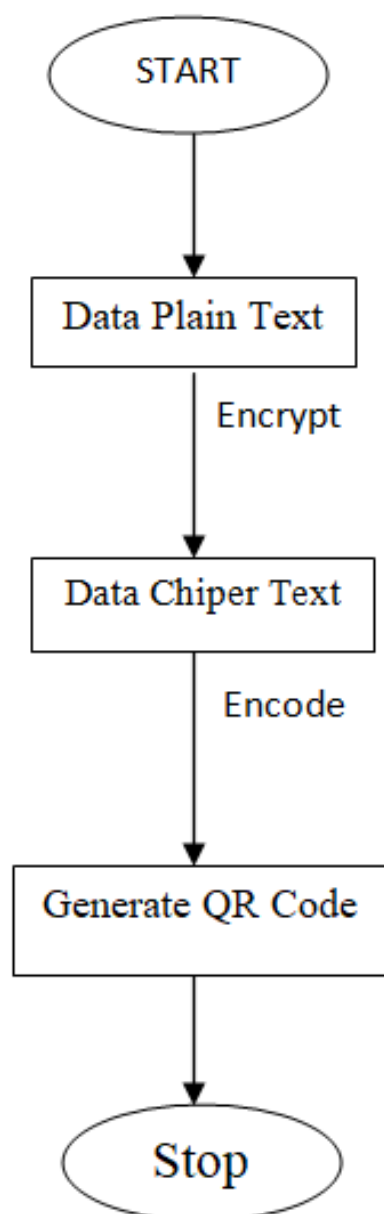 START
Data Plain Text
Encrypt
Data Chiper Text
Encode
Generate QR Code
Stop